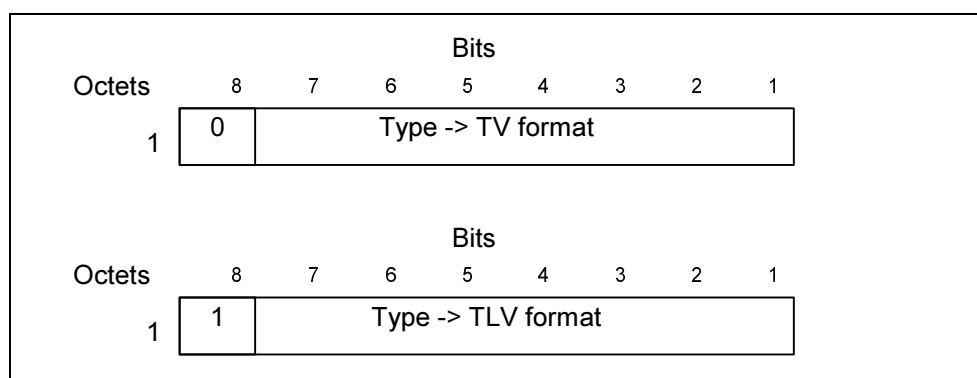 Bits
Octets 8 7 6 5 4 3 2 1
1 0 Type -> TV format
Bits
Octets 8 7 6 5 4 3 2 1
1 1 Type -> TLV format